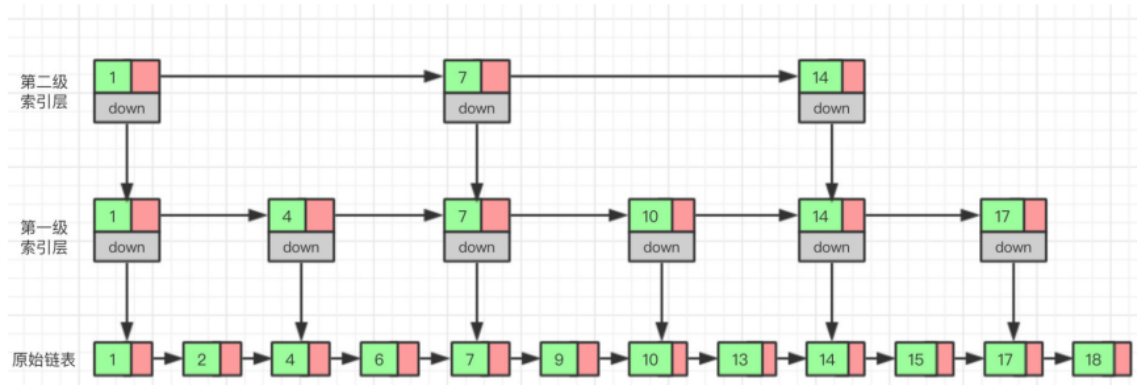 第二级
索引层
1 7 14
down down down
第一级
索引层
1 4 7 10 14 17
down down down down down down
原始链表 1 2 4 6 7 9 10 13 14 15 17 18